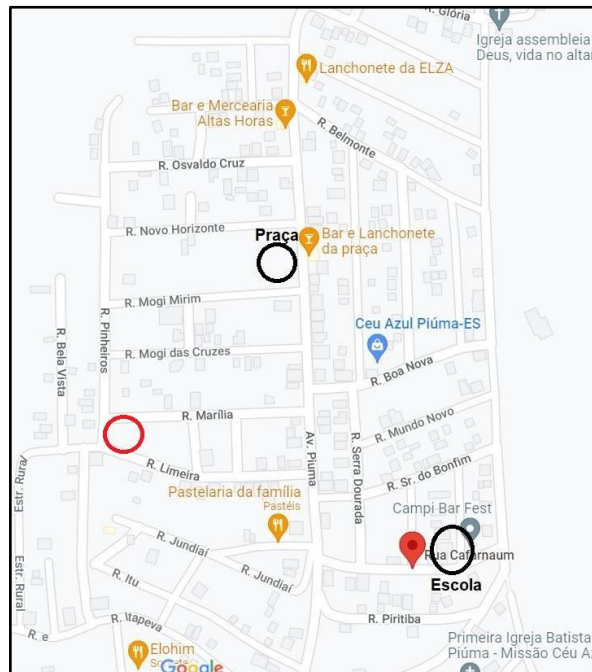 R. Glória
Igreja assembleia
Deus, vida no altar
Lanchonete da ELZA
Bar e Mercearia
Altas Horas
R. Belmonte
R. Osvaldo Cruz
R. Novo Horizonte
Praça
Bar e Lanchonete
da praça
R. Mogi Mirim
R. Pinheiros
R. Bela Vista
Ceu Azul Piúma-ES
R. Mogi das Cruzes
R. Boa Nova
R. Marília
R. Mundo Novo
Av. Piuma
R. Serra Dourada
R. Limeira
R. Sr. do Bonfim
Estr. Rural
Pastelaria da família
Pastéis
Campi Bar Fest
R. Jundiaí
Rua Cafarnaum
Estr. Rural
R. Itu
R. Jundiaí
Escola
R. Itapeva
R. Piritiba
R. e
Elohim
Google
Primeira Igreja Batista
Piúma - Missão Céu Az